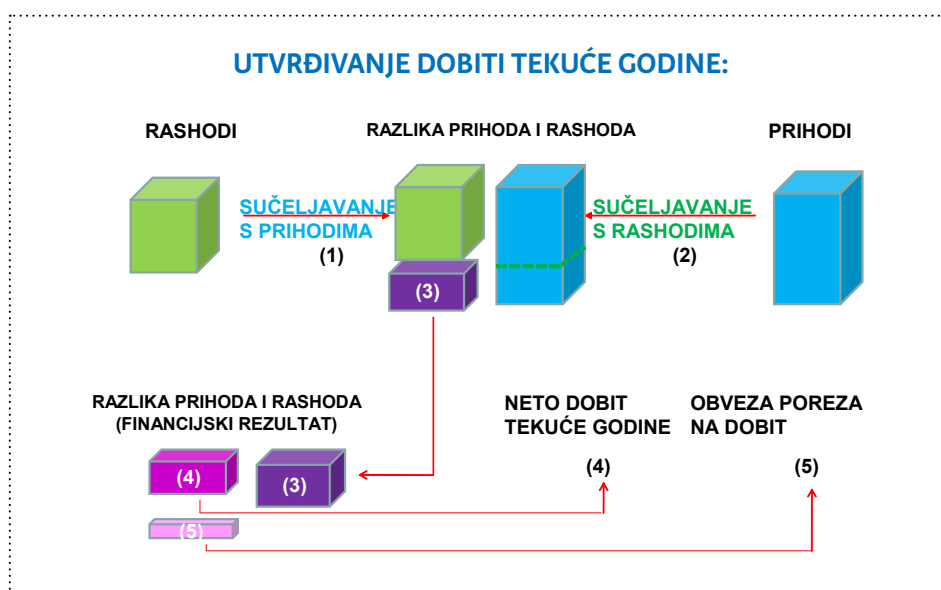 UTVRĐIVANJE DOBITI TEKUĆE GODINE:
RASHODI
RAZLIKA PRIHODA I RASHODA
PRIHODI
SUČELJAVANJE
S PRIHODIMA
(1)
SUČELJAVANJE
S RASHODIMA
(2)
(3)
RAZLIKA PRIHODA I RASHODA
(FINANCIJSKI REZULTAT)
NETO DOBIT
TEKUĆE GODINE
(4)
OBVEZA POREZA
NA DOBIT
(5)
(4)
(3)
(5)